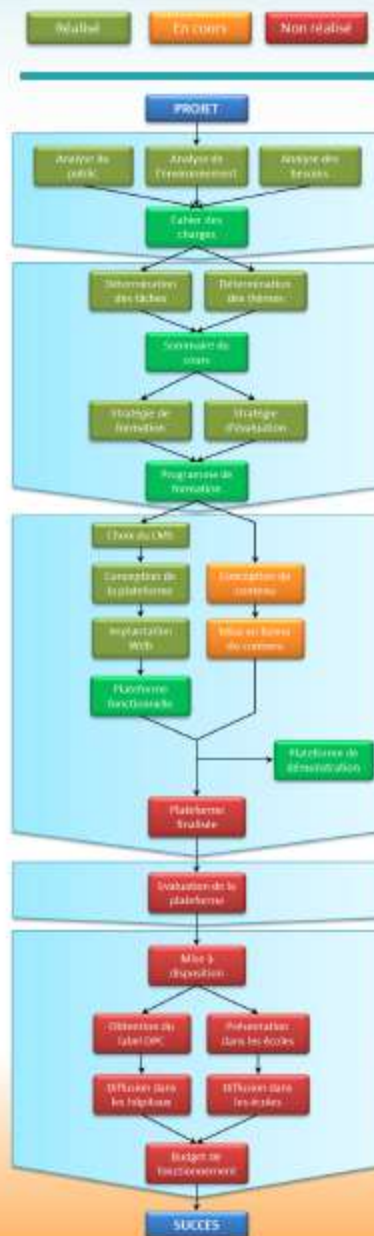 Réalisé
En cours
Non réalisé
PROJET
Analyse du
public
Analyse de
l'environnement
Analyse des
besoins
Cahier des
charges
Détermination
des tâches
Détermination
des thèmes
Sommaire du
cours
Stratégie de
formation
Stratégie
d'évaluation
Programme de
formation
Choix du CMS
Conception de
la plateforme
Conception du
contenu
Implantation
Web
Mise en forme
du contenu
Plateforme
fonctionnelle
Plateforme de
démonstration
Plateforme
finalisée
Evaluation de la
plateforme
Mise à
disposition
Obtention du
label DPC
Présentation
dans les écoles
Diffusion dans
les hôpitaux
Diffusion dans
les écoles
Budget de
fonctionnement
SUCCES